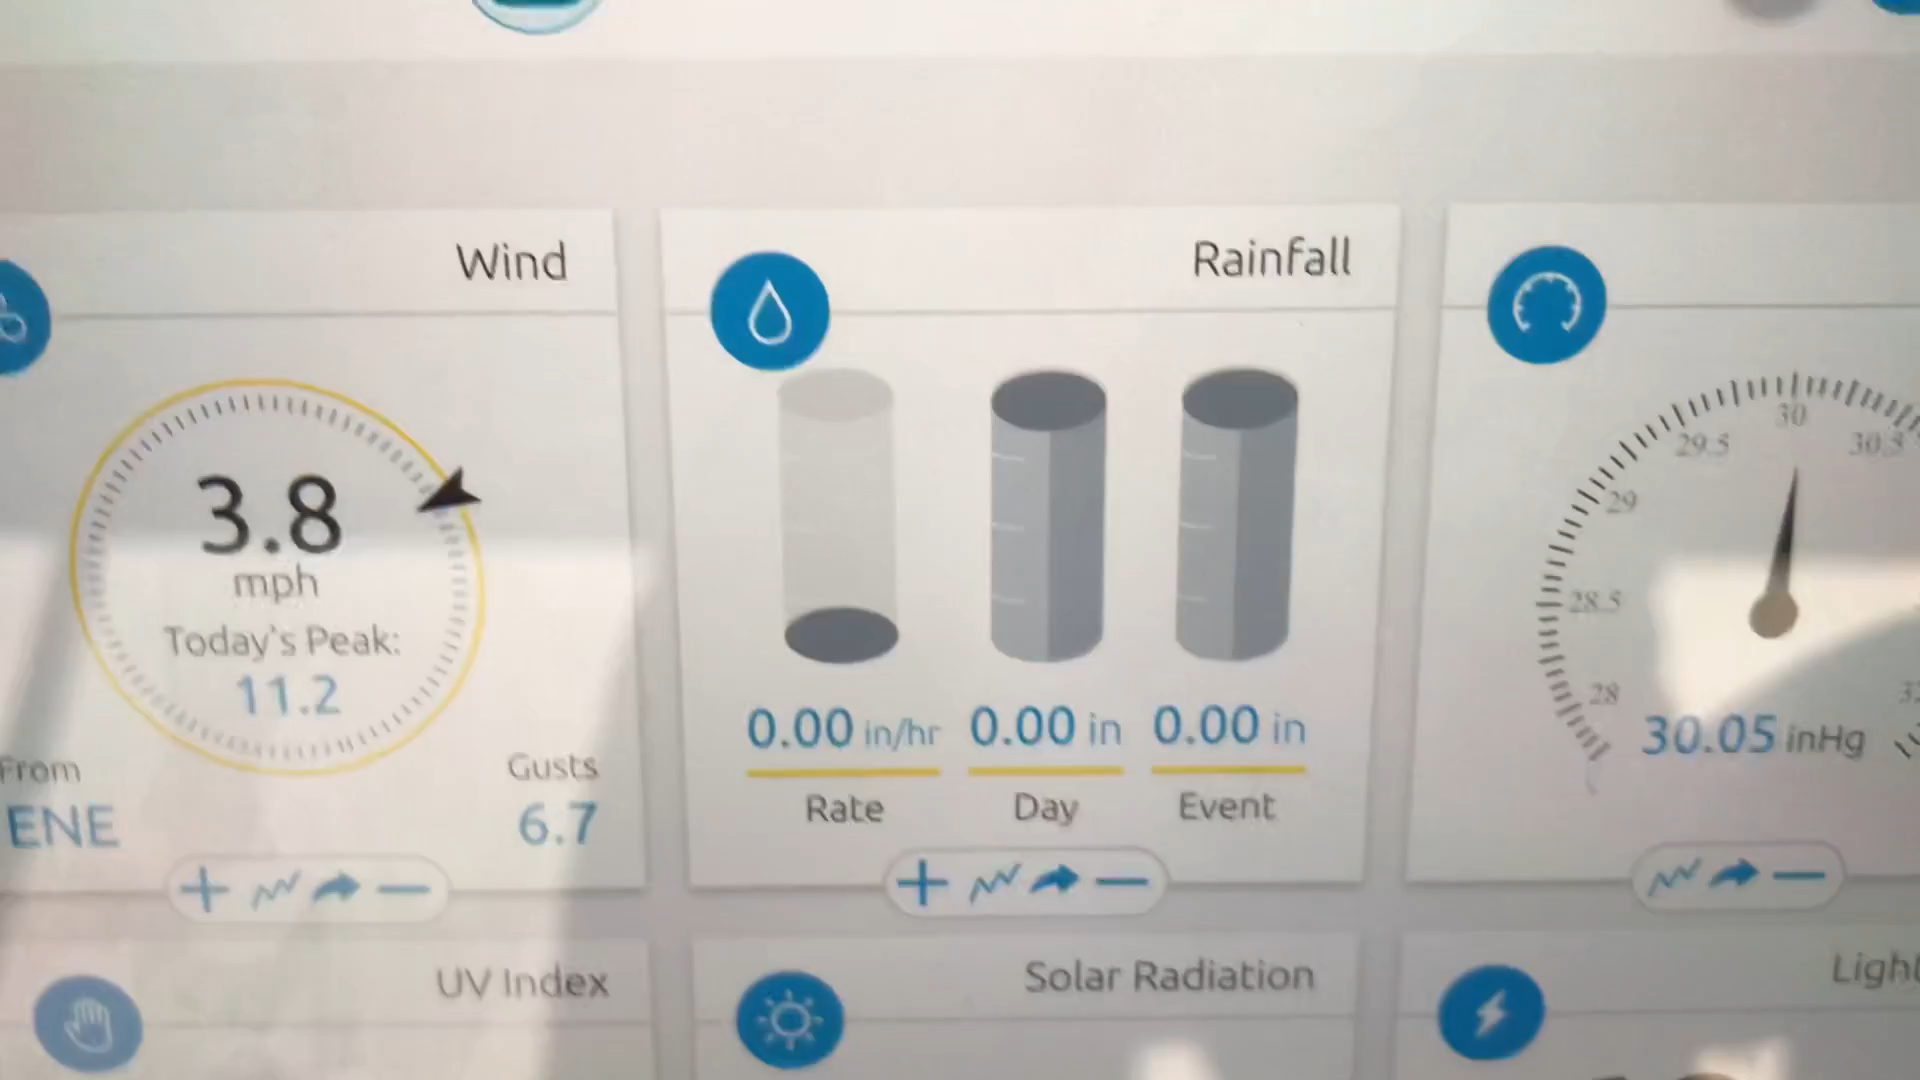 Wind
3.8
mph
Today's Peak:
11.2
From
ENE
Gusts
6.7
Rainfall
0.00 in/hr
Rate
0.00 in
Day
0.00 in
Event
28
28.5
29
29.5
30
30.5
30.05 inHg
UV Index
Solar Radiation